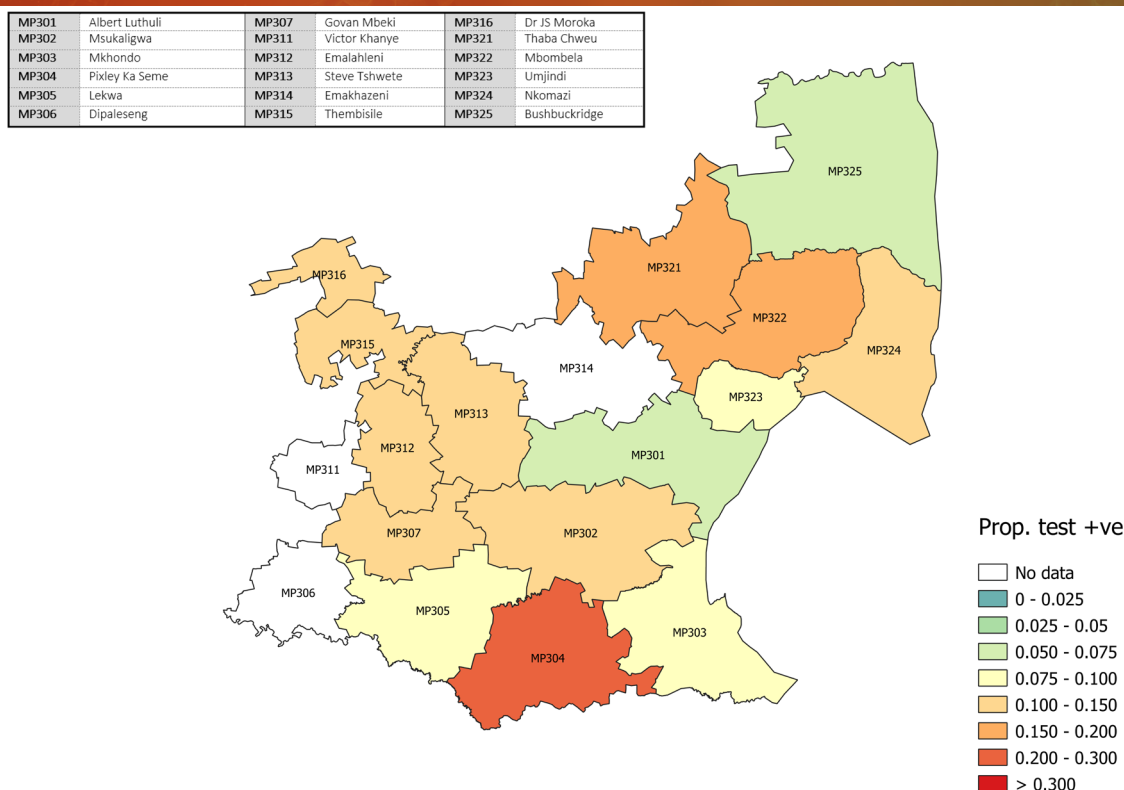 MP301 Albert Luthuli MP307 Govan Mbeki MP316 Dr JS Moroka
MP302 Msukaligwa MP311 Victor Khanye MP321 Thaba Chweu
MP303 Mkhondo MP312 Emalahleni MP322 Mbombela
MP304 Pixley Ka Seme MP313 Steve Tshwete MP323 Umjindi
MP305 Lekwa MP314 Emakhazeni MP324 Nkomazi
MP306 Dipaleseng MP315 Thembisile MP325 Bushbuckridge
MP325
MP321
MP316
MP322
MP315
MP324
MP314
MP323
MP313
MP312
MP301
MP311
MP307
MP302
MP306
MP305
MP303
MP304
Prop. test +ve
No data
0 - 0.025
0.025 - 0.05
0.050 - 0.075
0.075 - 0.100
0.100 - 0.150
0.150 - 0.200
0.200 - 0.300
> 0.300